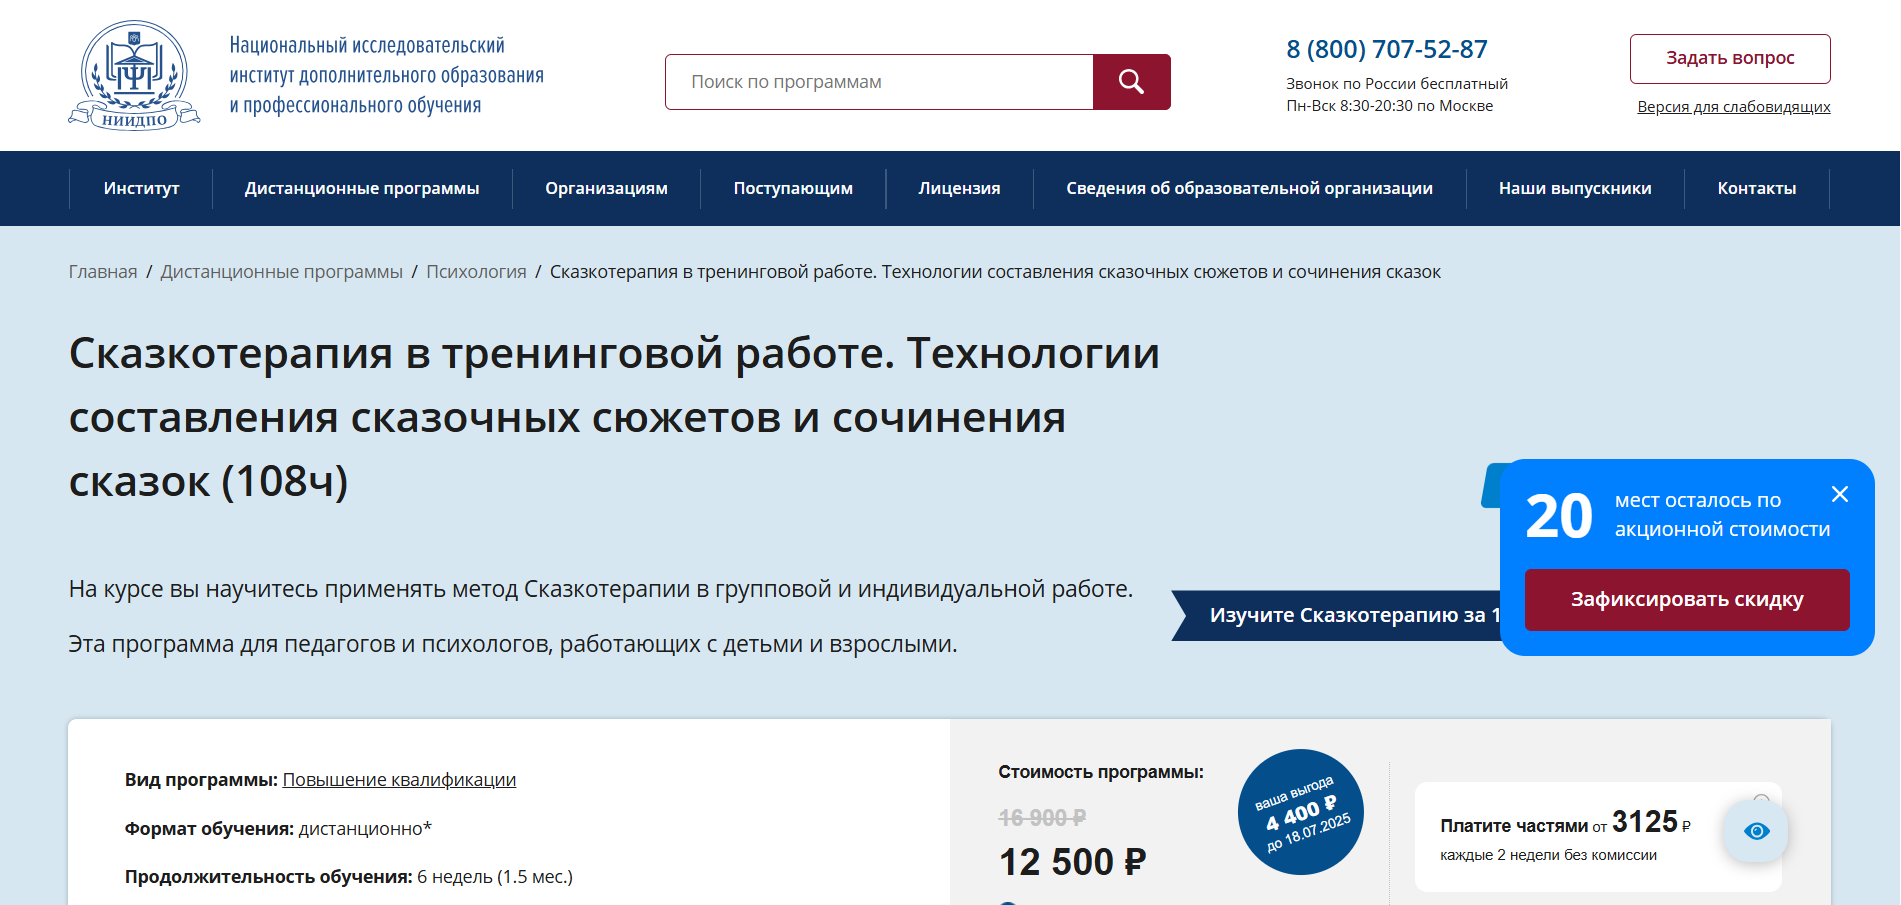 НИИДПО
Национальный исследовательский
институт дополнительного образования
и профессионального обучения
Поиск по программам
8 (800) 707-52-87
Звонок по России бесплатный
Пн-Вск 8:30-20:30 по Москве
Задать вопрос
Версия для слабовидящих
Институт
Дистанционные программы
Организациям
Поступающим
Лицензия
Сведения об образовательной организации
Наши выпускники
Контакты
Главная / Дистанционные программы / Психология / Сказкотерапия в тренинговой работе. Технологии составления сказочных сюжетов и сочинения сказок
Сказкотерапия в тренинговой работе. Технологии
составления сказочных сюжетов и сочинения
сказок (108ч)
20
мест осталось по
акционной стоимости
Зафиксировать скидку
На курсе вы научитесь применять метод Сказкотерапии в групповой и индивидуальной работе.
Эта программа для педагогов и психологов, работающих с детьми и взрослыми.
Изучите Сказкотерапию за 1
Вид программы: Повышение квалификации
Формат обучения: дистанционно*
Продолжительность обучения: 6 недель (1.5 мес.)
Стоимость программы:
16 900 ₽
12 500 ₽
ваша выгода
4 400 ₽
до 18.07.2025
Платите частями от 3125 ₽
каждые 2 недели без комиссии